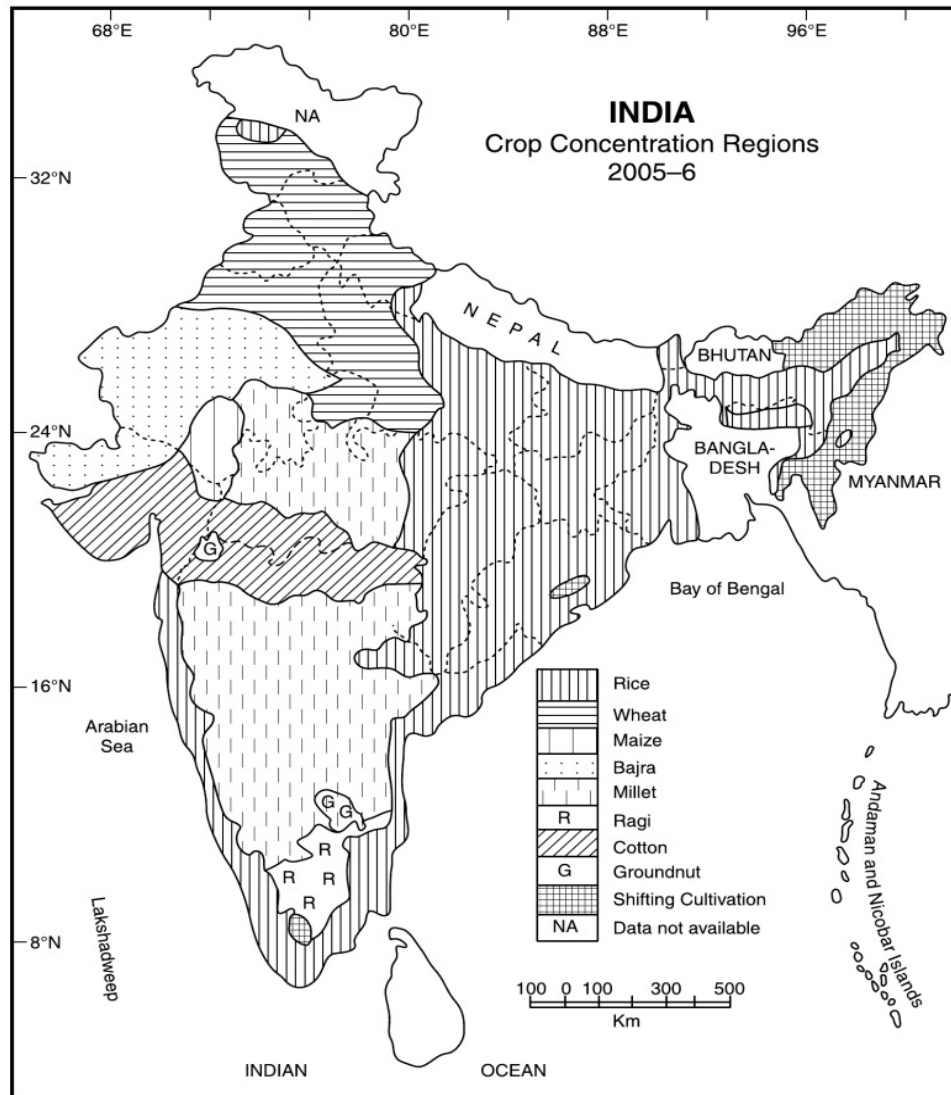 68°E 80°E 88°E 96°E
INDIA
Crop Concentration Regions
2005–6
NA
32°N
NEPAL
BHUTAN
24°N
BANGLA-
DESH
MYANMAR
G
Bay of Bengal
16°N
Arabian
Sea
Rice
Wheat
Maize
Bajra
Millet
R Ragi
Cotton
G Groundnut
Shifting Cultivation
NA Data not available
G
G
R
R
R
R
8°N
Lakshadweep
Andaman and Nicobar Islands
100 0 100 300 500
Km
INDIAN OCEAN